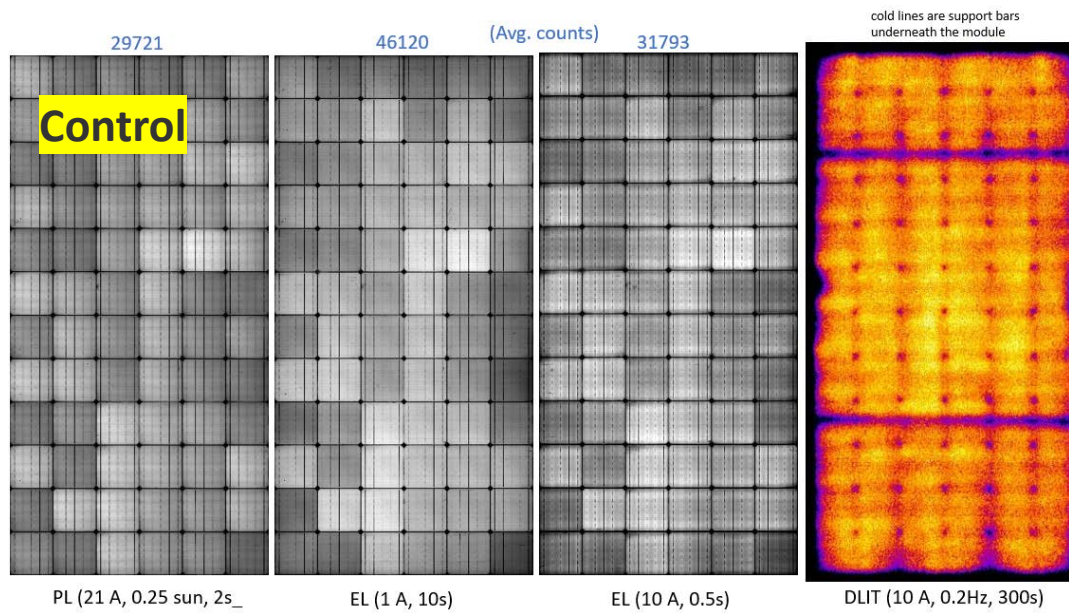 cold lines are support bars
underneath the module
29721
46120
(Avg. counts)
31793
Control
PL (21 A, 0.25 sun, 2s_
EL (1 A, 10s)
EL (10 A, 0.5s)
DLIT (10 A, 0.2Hz, 300s)